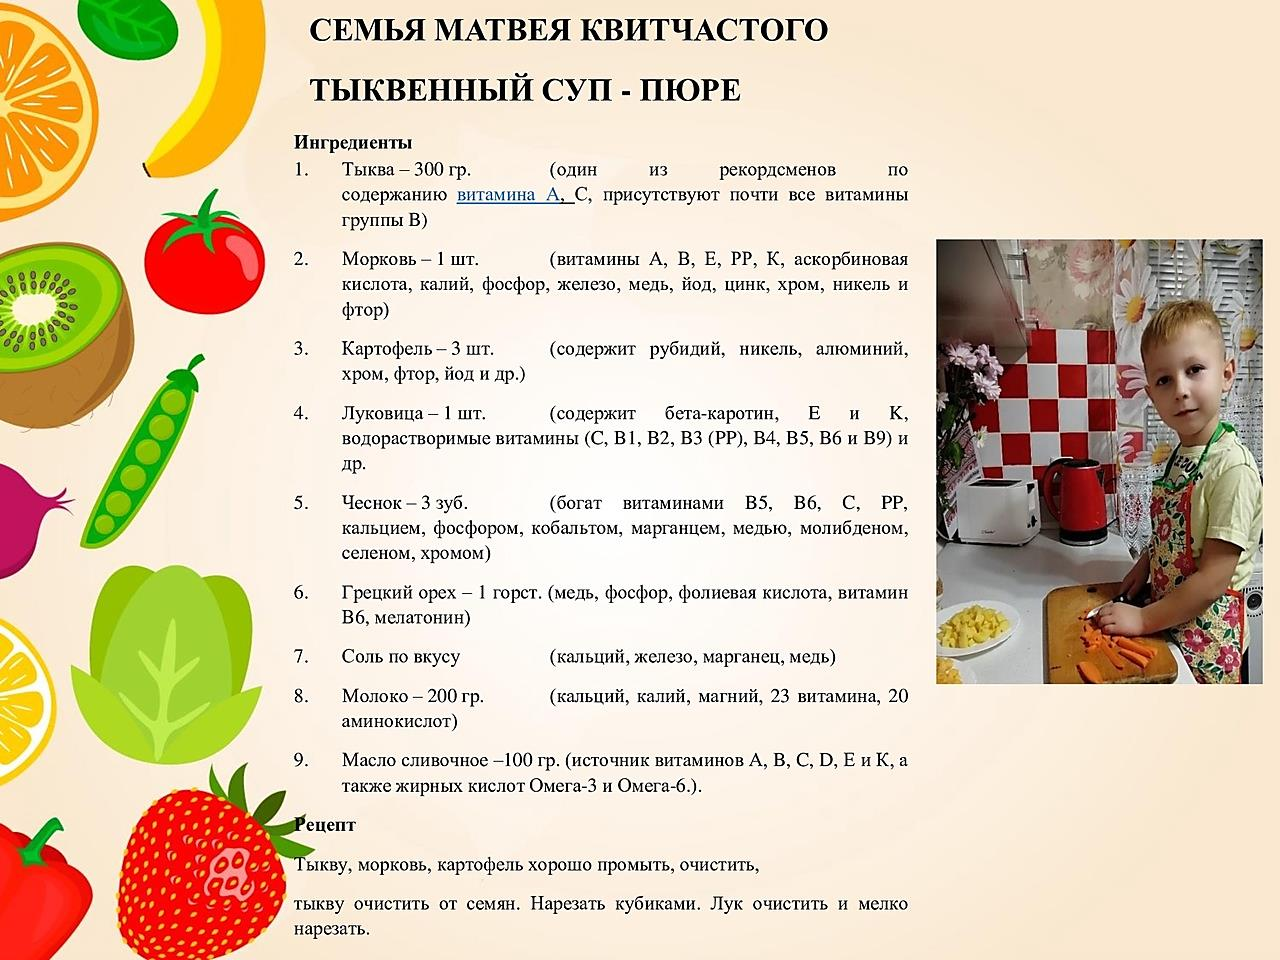 СЕМЬЯ МАТВЕЯ КВИТЧАСТОГО
ТЫКВЕННЫЙ СУП - ПЮРЕ
Ингредиенты
1. Тыква – 300 гр. (один из рекордсменов по
содержанию витамина А, С, присутствуют почти все витамины
группы В)
2. Морковь – 1 шт. (витамины А, В, Е, РР, К, аскорбиновая
кислота, калий, фосфор, железо, медь, йод, цинк, хром, никель и
фтор)
3. Картофель – 3 шт. (содержит рубидий, никель, алюминий,
хром, фтор, йод и др.)
4. Луковица – 1 шт. (содержит бета-каротин, Е и К,
водорастворимые витамины (С, В1, В2, В3 (РР), В4, В5, В6 и В9) и
др.
5. Чеснок – 3 зуб. (богат витаминами В5, В6, С, РР,
кальцием, фосфором, кобальтом, марганцем, медью, молибденом,
селеном, хромом)
6. Грецкий орех – 1 горст. (медь, фосфор, фолиевая кислота, витамин
В6, мелатонин)
7. Соль по вкусу (кальций, железо, марганец, медь)
8. Молоко – 200 гр. (кальций, калий, магний, 23 витамина, 20
аминокислот)
9. Масло сливочное –100 гр. (источник витаминов А, В, С, D, Е и К, а
также жирных кислот Омега-3 и Омега-6.).
Рецепт
Тыкву, морковь, картофель хорошо промыть, очистить,
тыкву очистить от семян. Нарезать кубиками. Лук очистить и мелко
нарезать.